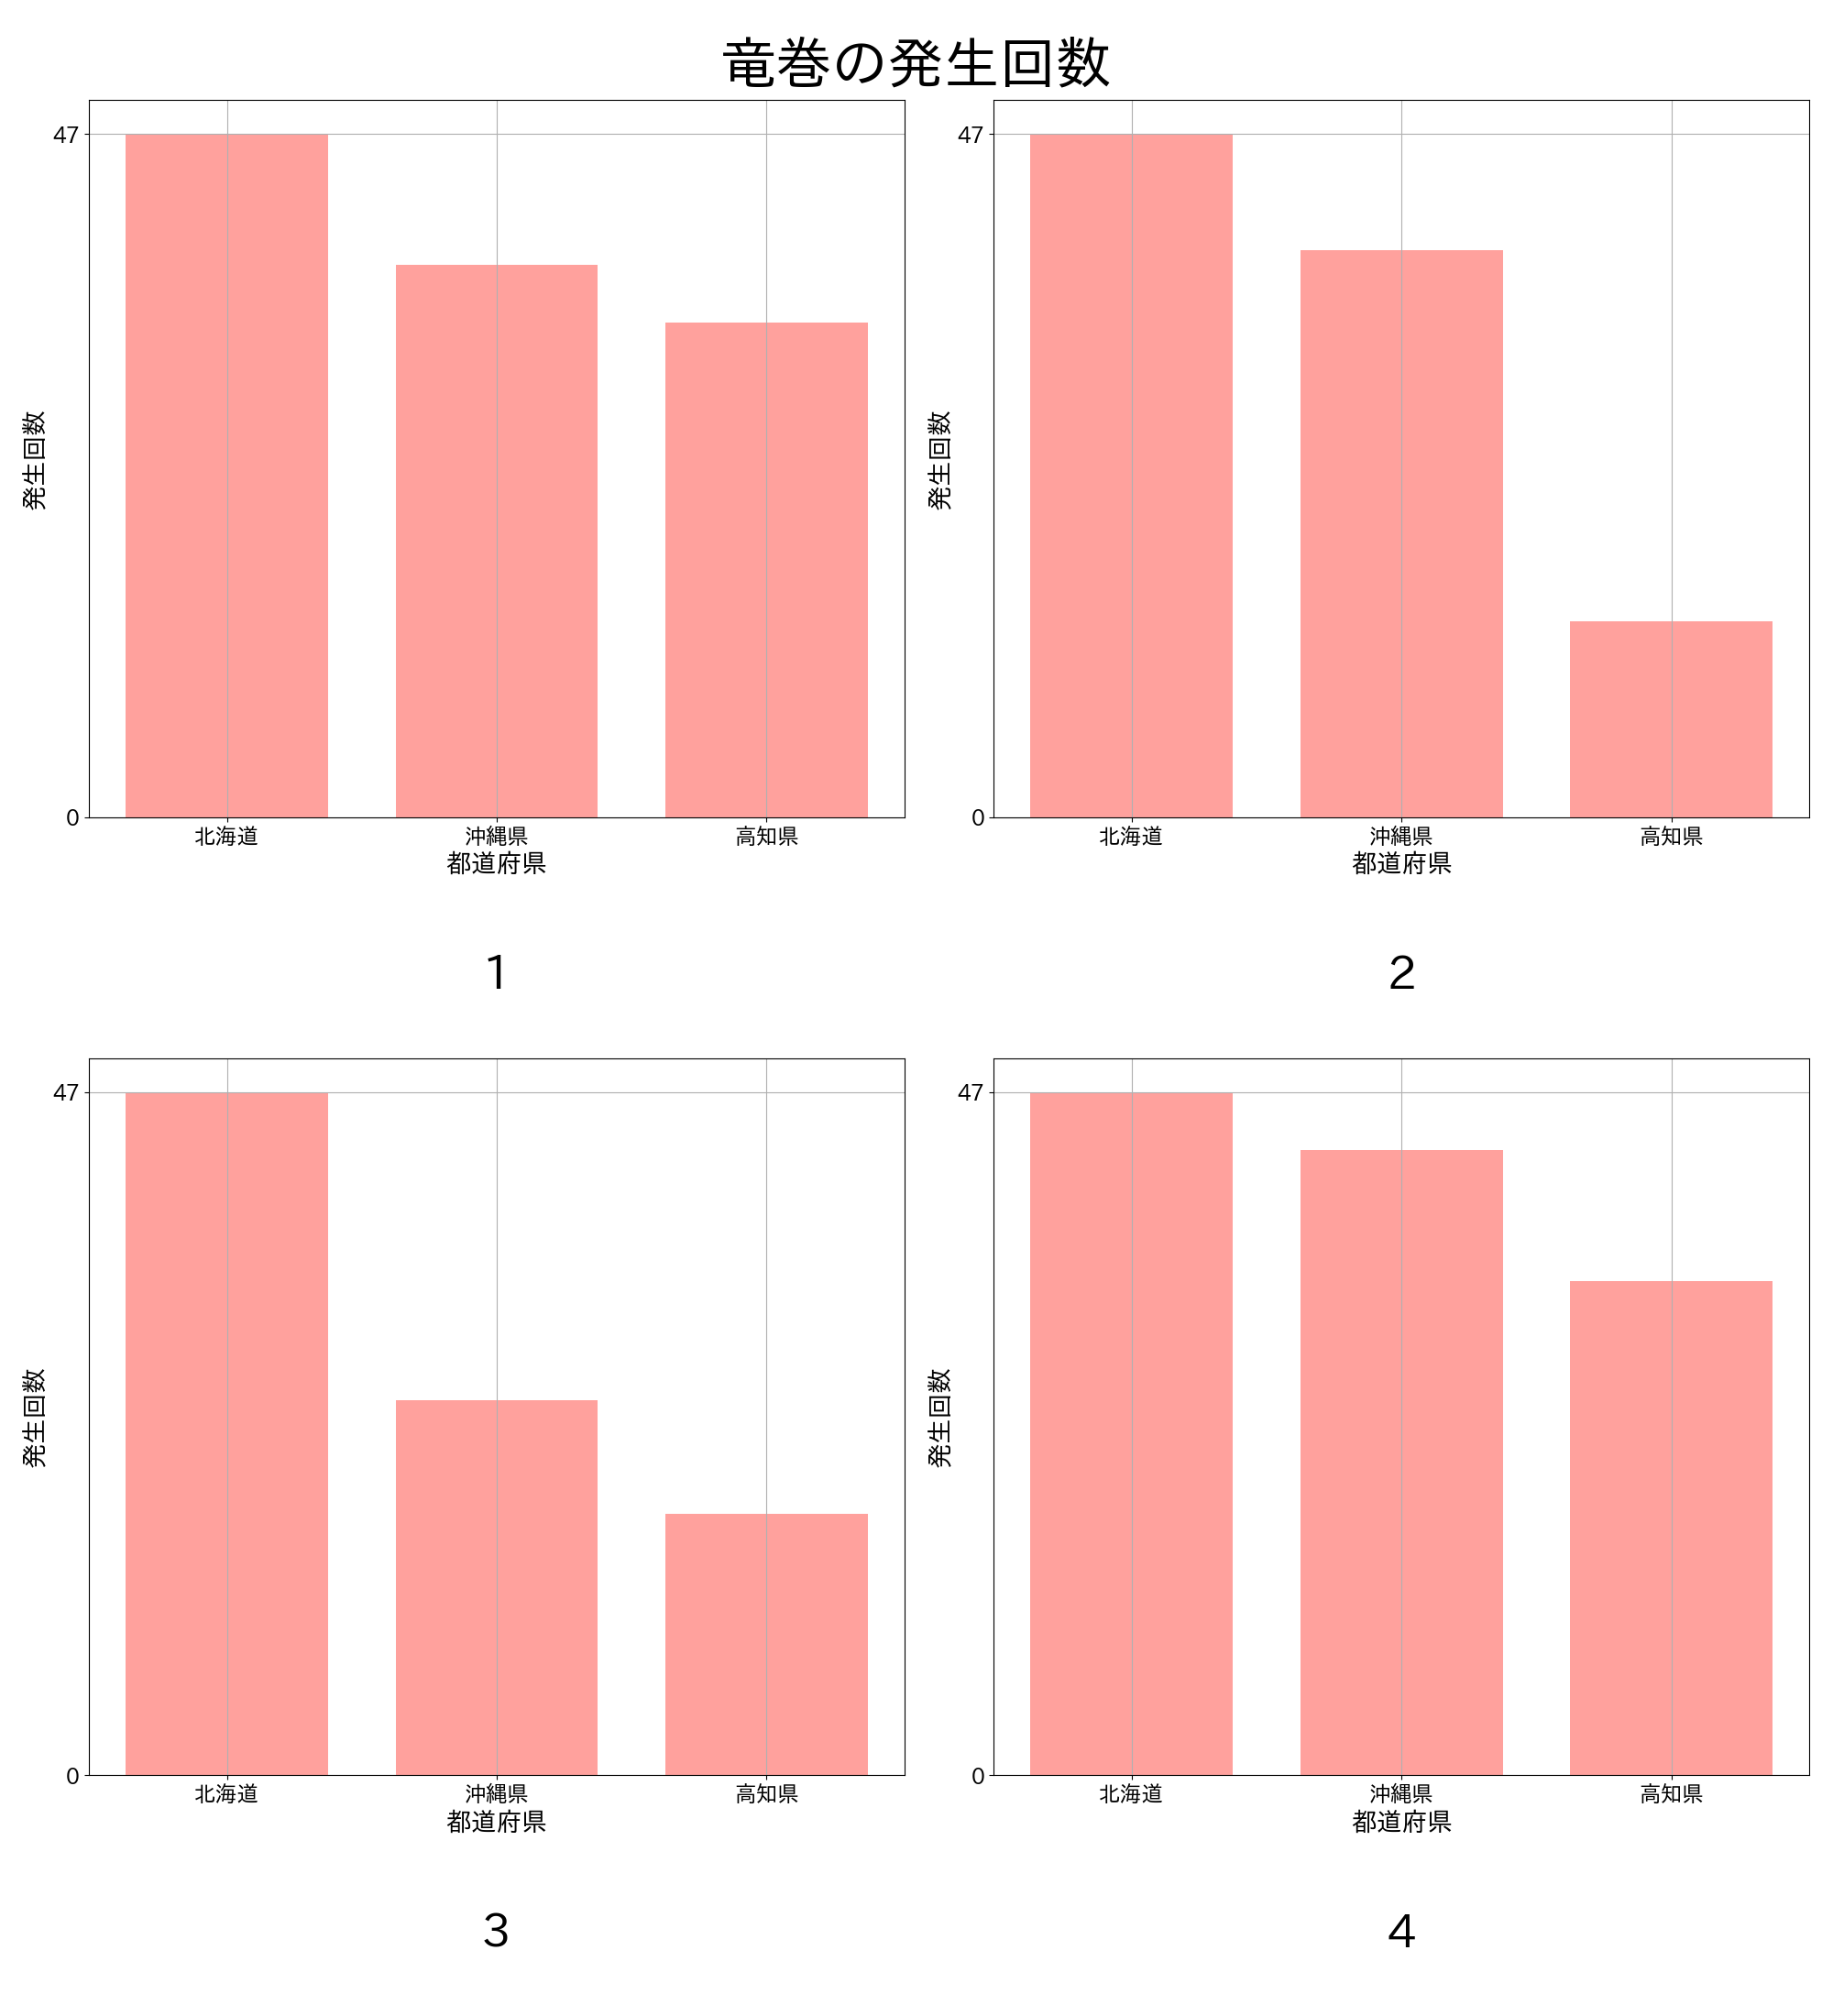 竜巻の発生回数
47
0
発生回数
北海道 沖縄県 高知県
都道府県
1
47
0
発生回数
北海道 沖縄県 高知県
都道府県
2
47
0
発生回数
北海道 沖縄県 高知県
都道府県
3
47
0
発生回数
北海道 沖縄県 高知県
都道府県
4